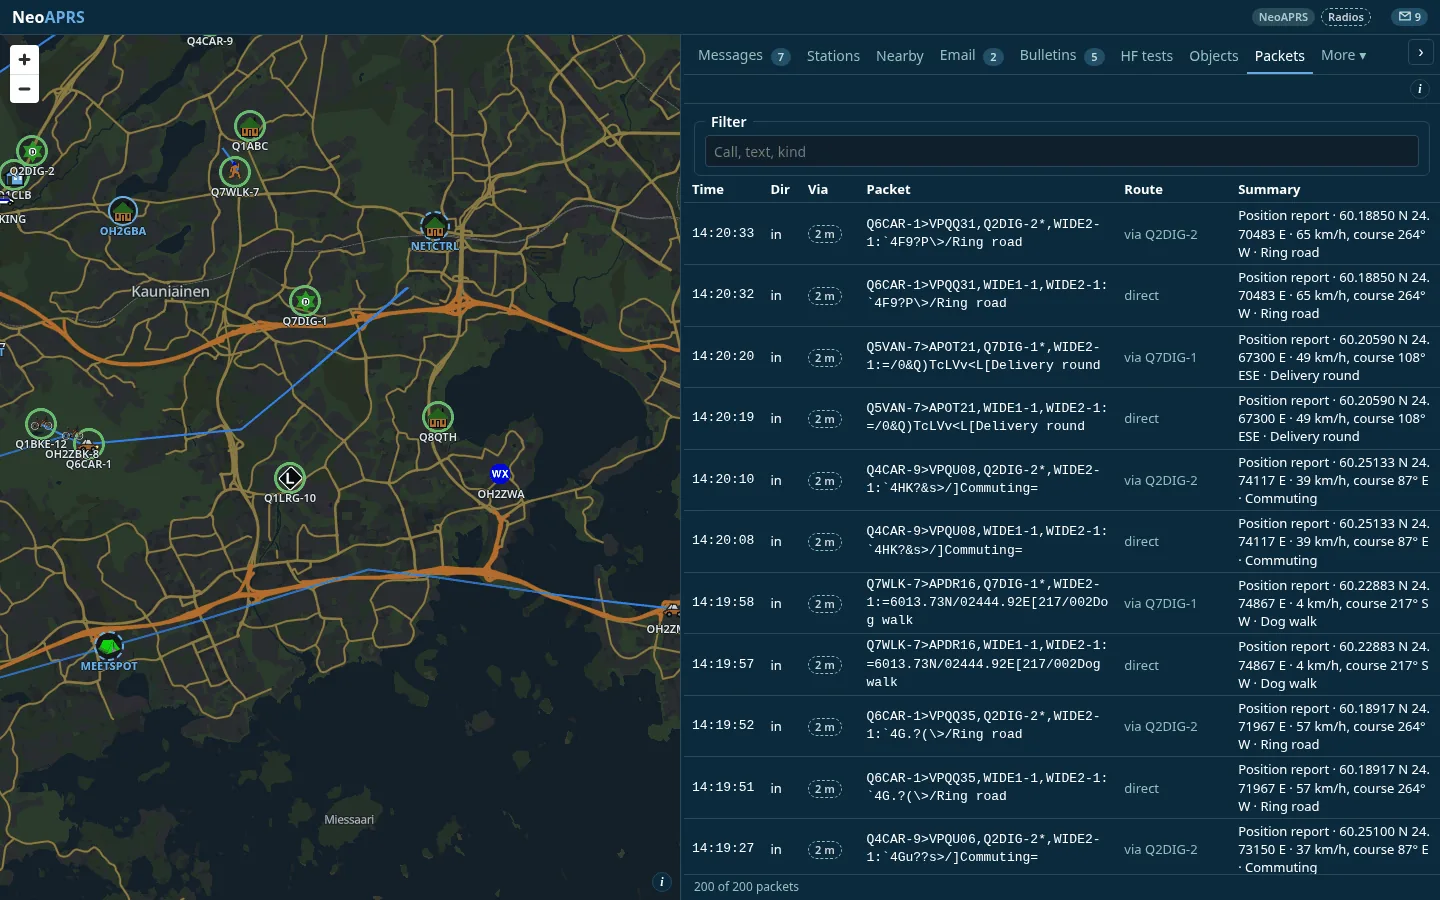 NeoAPRS
NeoAPRS Radios 9
Q4CAR-9
+
−
Q1ABC
D
Q2DIG-2
Q7WLK-7
OH2GBA
NETCTRL
Kauniainen
D
Q7DIG-1
Q1BKE-12
OH2ZBK-8
Q6CAR-1
Q8QTH
L
Q1LRG-10
WX
OH2ZWA
MEETSPOT
Miessaari
i
Messages 7 Stations Nearby Email 2 Bulletins 5 HF tests Objects Packets More ▾ ›
i
Filter
Call, text, kind
Time Dir Via Packet Route Summary
14:20:33 in 2 m Q6CAR-1>VPQQ31,Q2DIG-2*,WIDE2-
1:`4F9?P\>/Ring road
via Q2DIG-2
Position report · 60.18850 N 24.
70483 E · 65 km/h, course 264°
W · Ring road
14:20:32 in 2 m Q6CAR-1>VPQQ31,WIDE1-1,WIDE2-1:
`4F9?P\>/Ring road
direct
Position report · 60.18850 N 24.
70483 E · 65 km/h, course 264°
W · Ring road
14:20:20 in 2 m Q5VAN-7>APOT21,Q7DIG-1*,WIDE2-
1:=/0&Q)TcLVv<L[Delivery round
via Q7DIG-1
Position report · 60.20590 N 24.
67300 E · 49 km/h, course 108°
ESE · Delivery round
14:20:19 in 2 m Q5VAN-7>APOT21,WIDE1-1,WIDE2-1:
=/0&Q)TcLVv<L[Delivery round
direct
Position report · 60.20590 N 24.
67300 E · 49 km/h, course 108°
ESE · Delivery round
14:20:10 in 2 m Q4CAR-9>VPQU08,Q2DIG-2*,WIDE2-
1:`4HK?&s>/]Commuting=
via Q2DIG-2
Position report · 60.25133 N 24.
74117 E · 39 km/h, course 87° E
· Commuting
14:20:08 in 2 m Q4CAR-9>VPQU08,WIDE1-1,WIDE2-1:
`4HK?&s>/]Commuting=
direct
Position report · 60.25133 N 24.
74117 E · 39 km/h, course 87° E
· Commuting
14:19:58 in 2 m Q7WLK-7>APDR16,Q7DIG-1*,WIDE2-
1:=6013.73N/02444.92E[217/002Do
g walk
via Q7DIG-1
Position report · 60.22883 N 24.
74867 E · 4 km/h, course 217° S
W · Dog walk
14:19:57 in 2 m Q7WLK-7>APDR16,WIDE1-1,WIDE2-1:
=6013.73N/02444.92E[217/002Dog
walk
direct
Position report · 60.22883 N 24.
74867 E · 4 km/h, course 217° S
W · Dog walk
14:19:52 in 2 m Q6CAR-1>VPQQ35,Q2DIG-2*,WIDE2-
1:`4G.?(\>/Ring road
via Q2DIG-2
Position report · 60.18917 N 24.
71967 E · 57 km/h, course 264°
W · Ring road
14:19:51 in 2 m Q6CAR-1>VPQQ35,WIDE1-1,WIDE2-1:
`4G.?(\>/Ring road
direct
Position report · 60.18917 N 24.
71967 E · 57 km/h, course 264°
W · Ring road
14:19:27 in 2 m Q4CAR-9>VPQU06,Q2DIG-2*,WIDE2-
1:`4Gu??s>/]Commuting=
via Q2DIG-2
Position report · 60.25100 N 24.
73150 E · 37 km/h, course 87° E
· Commuting
200 of 200 packets